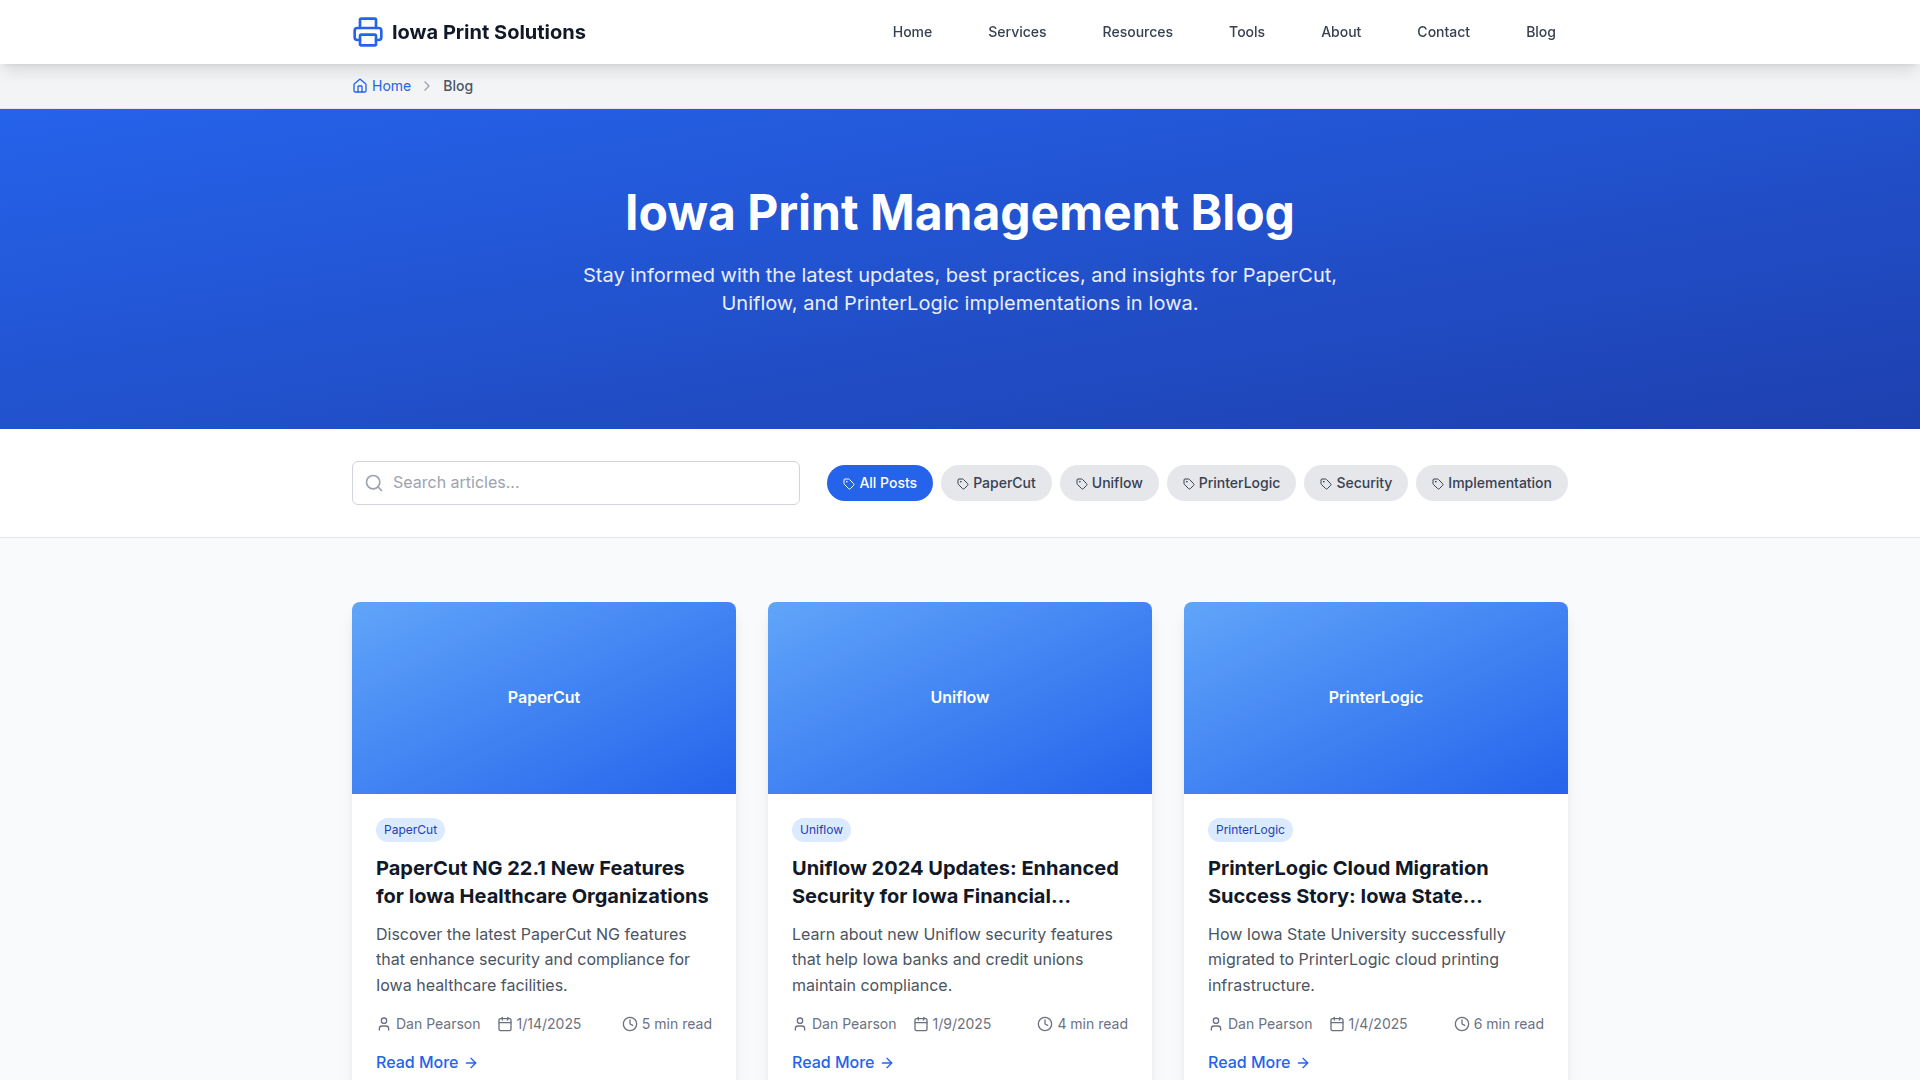 Iowa Print Solutions
Home Services Resources Tools About Contact Blog
Home Blog
Iowa Print Management Blog
Stay informed with the latest updates, best practices, and insights for PaperCut,
Uniflow, and PrinterLogic implementations in Iowa.
Search articles...
All Posts PaperCut Uniflow PrinterLogic Security Implementation
PaperCut
PaperCut
PaperCut NG 22.1 New Features
for Iowa Healthcare Organizations
Discover the latest PaperCut NG features
that enhance security and compliance for
Iowa healthcare facilities.
Dan Pearson 1/14/2025 5 min read
Read More
Uniflow
Uniflow
Uniflow 2024 Updates: Enhanced
Security for Iowa Financial...
Learn about new Uniflow security features
that help Iowa banks and credit unions
maintain compliance.
Dan Pearson 1/9/2025 4 min read
Read More
PrinterLogic
PrinterLogic
PrinterLogic Cloud Migration
Success Story: Iowa State...
How Iowa State University successfully
migrated to PrinterLogic cloud printing
infrastructure.
Dan Pearson 1/4/2025 6 min read
Read More